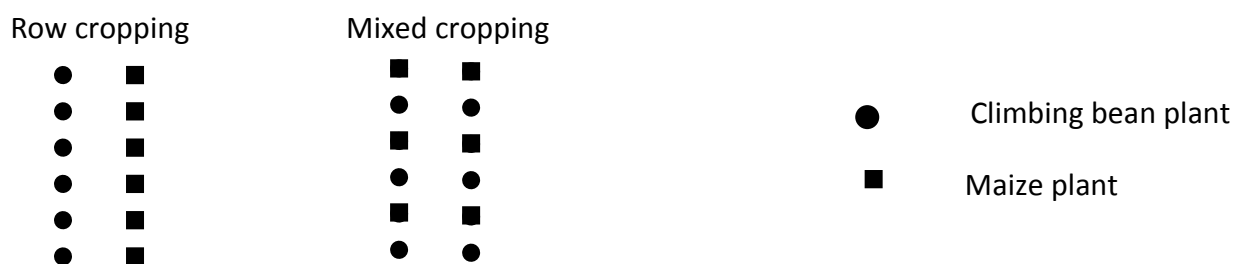 Row cropping
Mixed cropping
Climbing bean plant
Maize plant